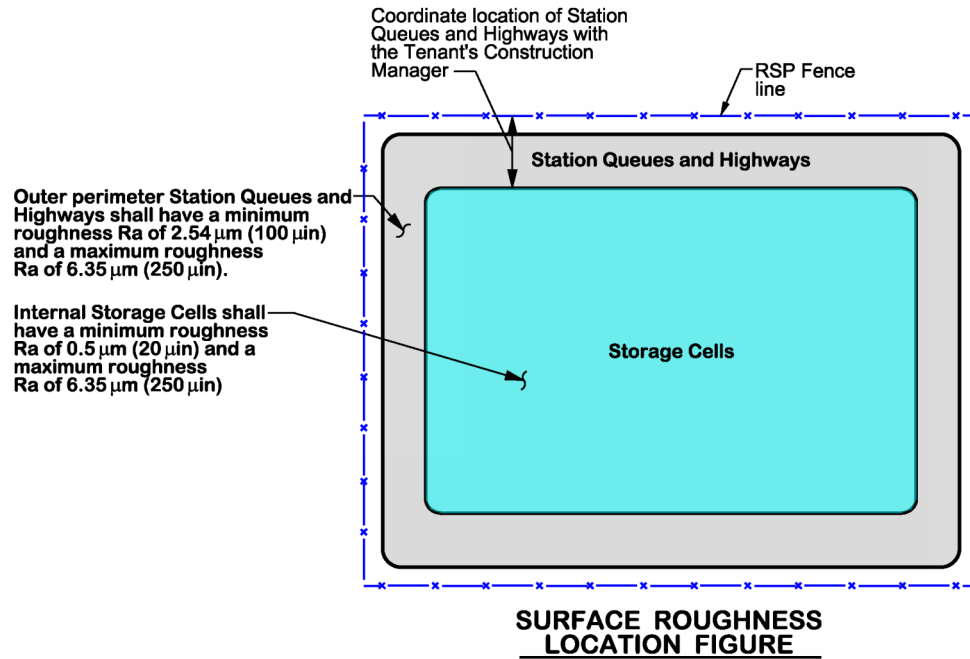 Coordinate location of Station
Queues and Highways with
the Tenant's Construction
Manager
RSP Fence
line
Station Queues and Highways
Outer perimeter Station Queues and
Highways shall have a minimum
roughness Ra of 2.54 µm (100 µin)
and a maximum roughness
Ra of 6.35 µm (250 µin).
Internal Storage Cells shall
have a minimum roughness
Ra of 0.5 µm (20 µin) and a
maximum roughness
Ra of 6.35 µm (250 µin)
Storage Cells
SURFACE ROUGHNESS
LOCATION FIGURE